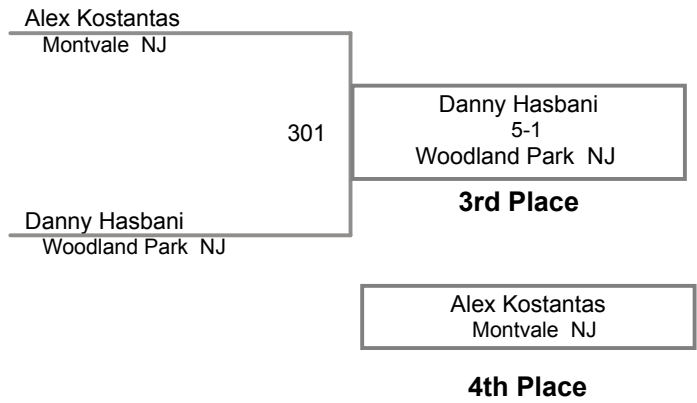 Alex Kostantas
Montvale  NJ
301
Danny Hasbani
5-1
Woodland Park  NJ
3rd Place
Danny Hasbani
Woodland Park  NJ
Alex Kostantas
Montvale  NJ
4th Place